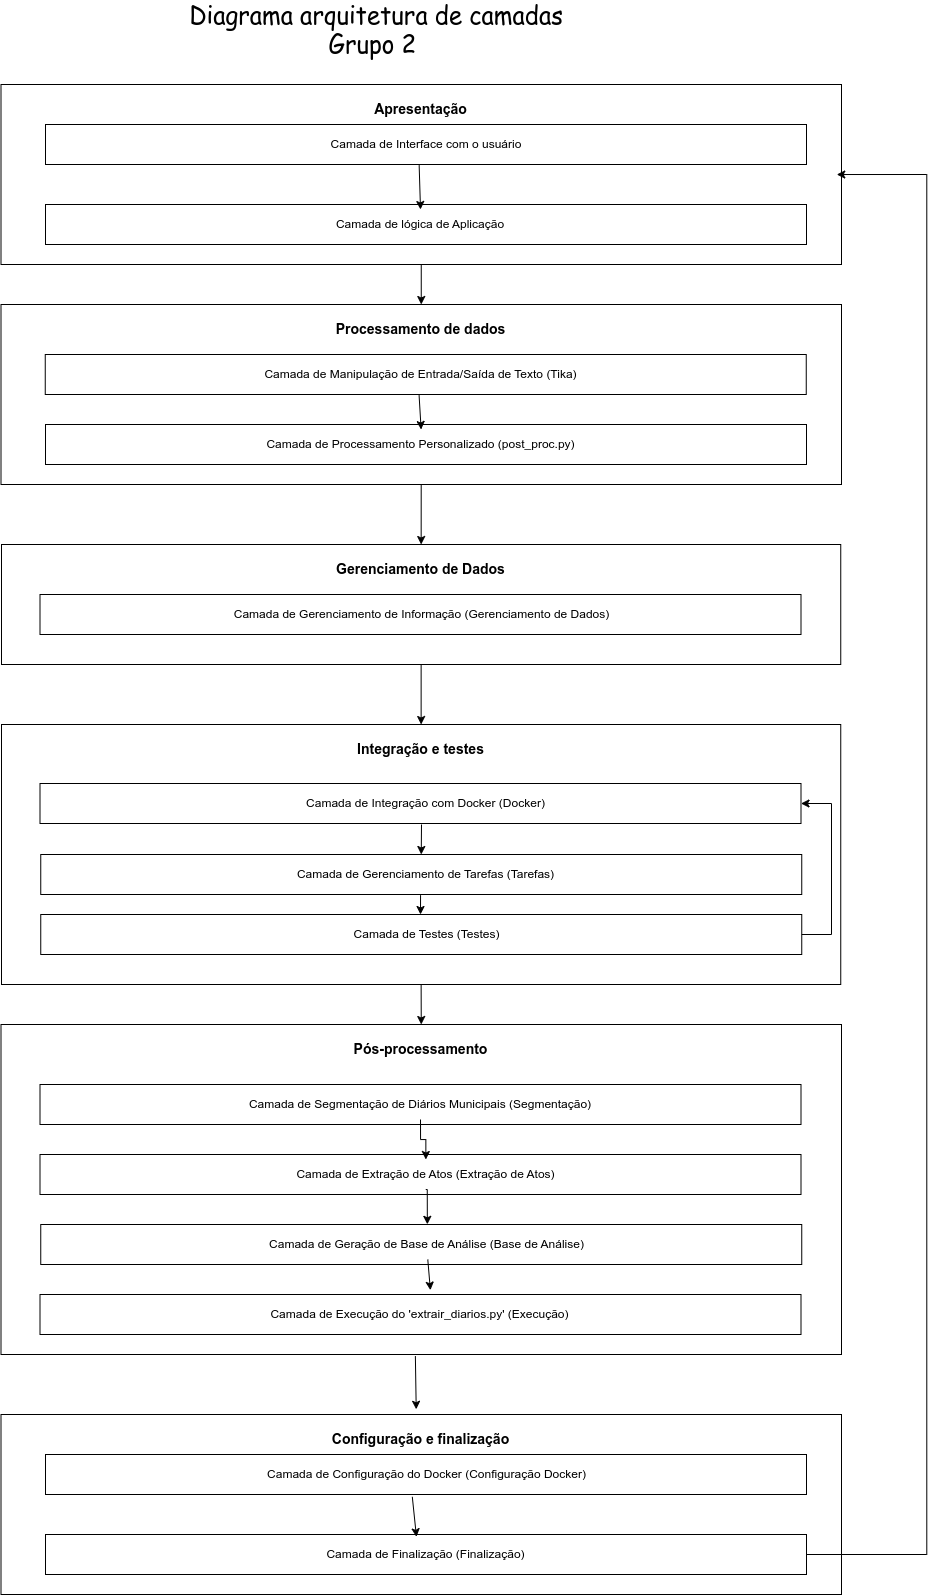 Diagrama arquitetura de camadas
Grupo 2
Apresentação
Camada de Interface com o usuário
Camada de lógica de Aplicação
Processamento de dados
Camada de Manipulação de Entrada/Saída de Texto (Tika)
Camada de Processamento Personalizado (post_proc.py)
Gerenciamento de Dados
Camada de Gerenciamento de Informação (Gerenciamento de Dados)
Integração e testes
Camada de Integração com Docker (Docker)
Camada de Gerenciamento de Tarefas (Tarefas)
Camada de Testes (Testes)
Pós-processamento
Camada de Segmentação de Diários Municipais (Segmentação)
Camada de Extração de Atos (Extração de Atos)
Camada de Geração de Base de Análise (Base de Análise)
Camada de Execução do 'extrair_diarios.py' (Execução)
Configuração e finalização
Camada de Configuração do Docker (Configuração Docker)
Camada de Finalização (Finalização)